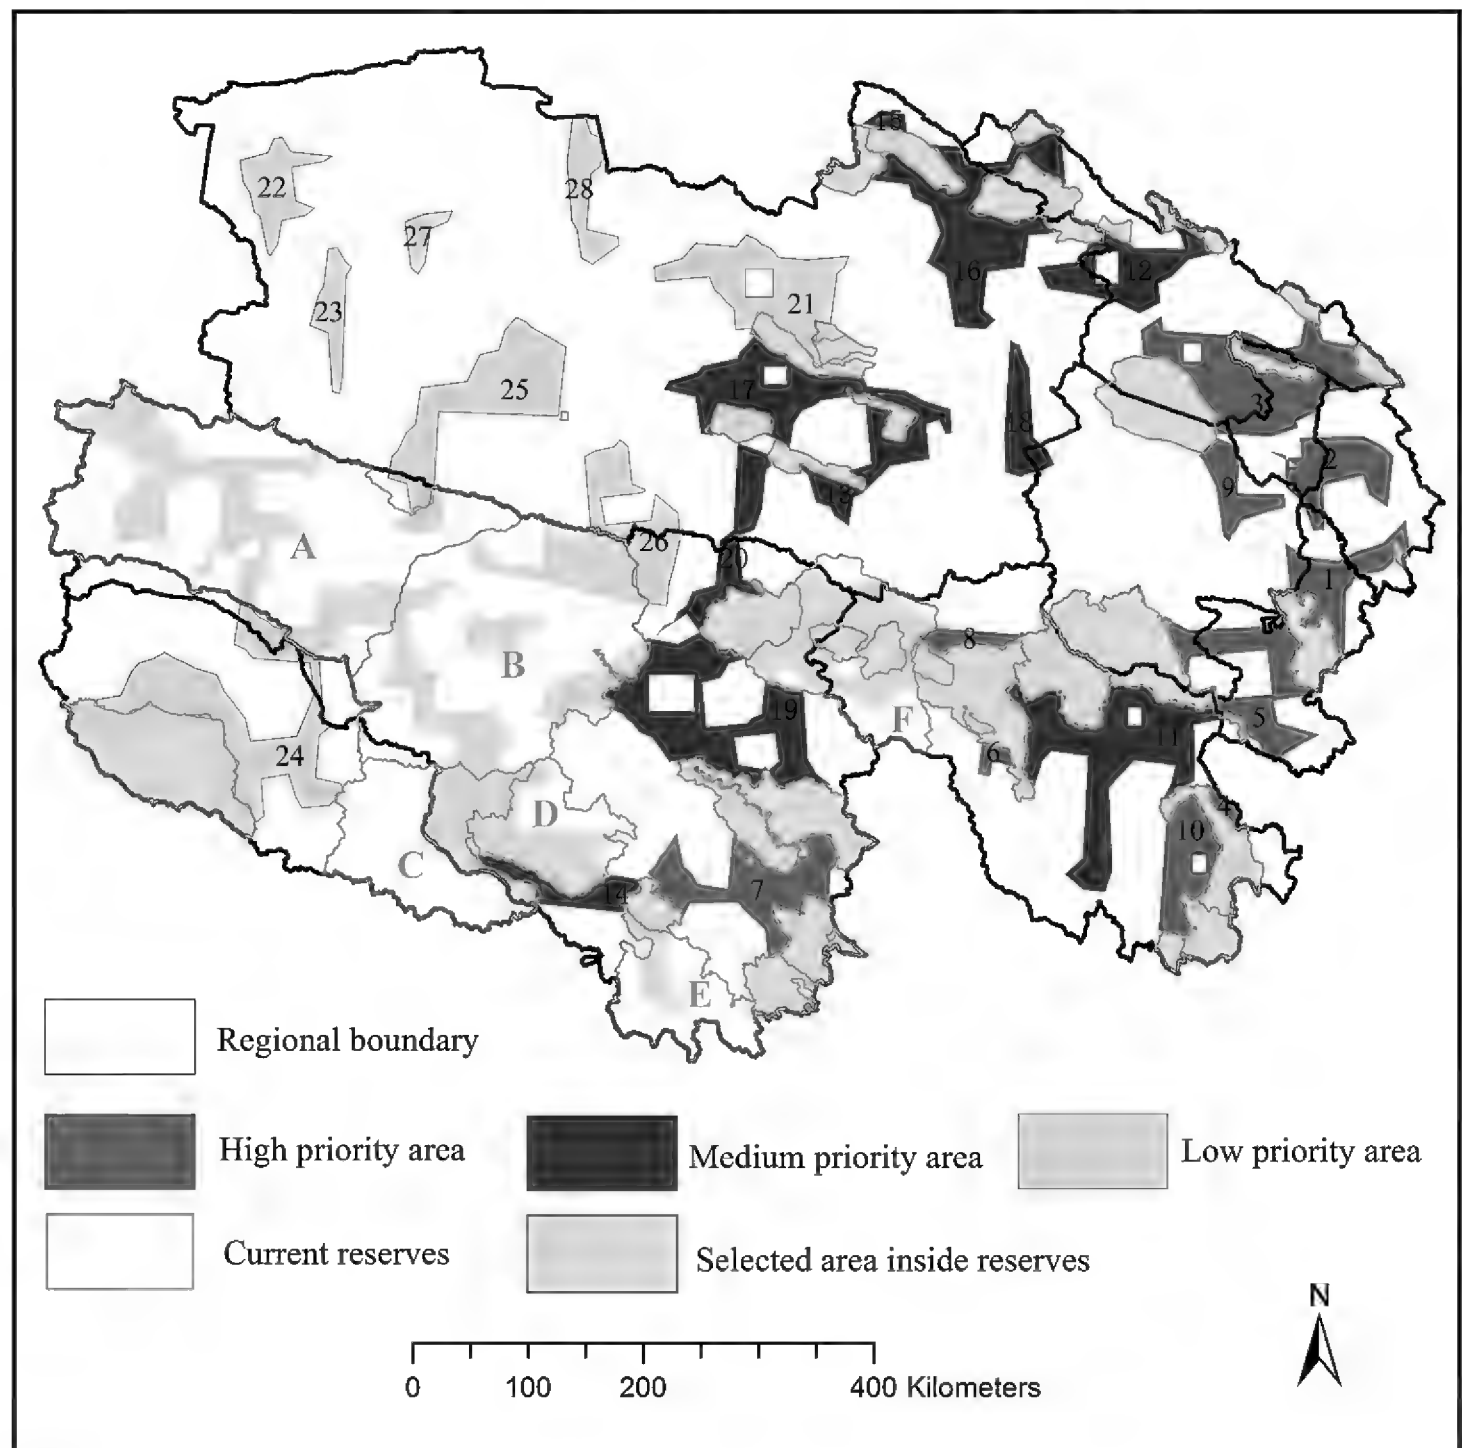 15
22
28
27
16
12
21
23
25
17
3
18
2
9
13
A
26
20
1
8
B
19
F
5
11
6
24
D
4
10
C
14
7
E
Regional boundary
High priority area
Medium priority area
Low priority area
Current reserves
Selected area inside reserves
N
0 100 200 400 Kilometers